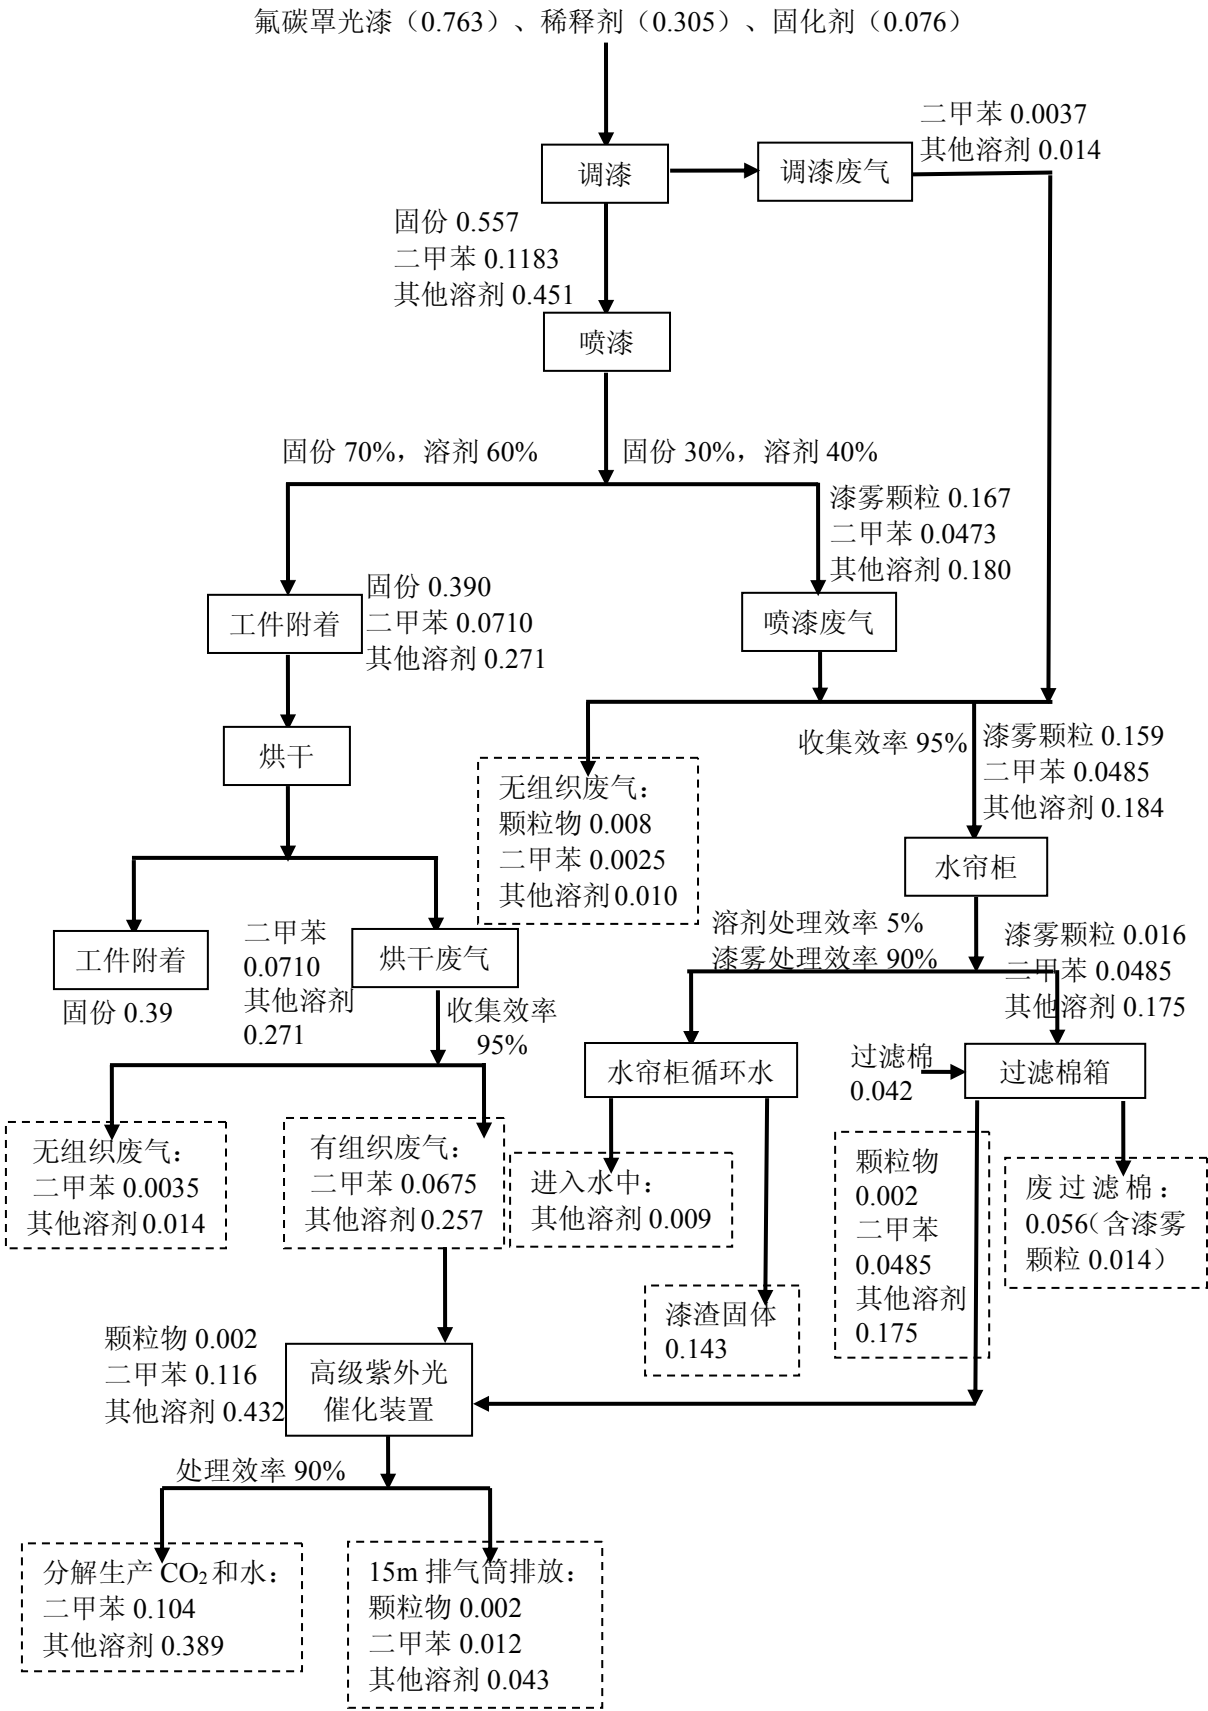 氟碳罩光漆（0.763）、稀释剂（0.305）、固化剂（0.076）
二甲苯 0.0037
其他溶剂 0.014
调漆
调漆废气
固份 0.557
二甲苯 0.1183
其他溶剂 0.451
喷漆
固份 70%，溶剂 60%
固份 30%，溶剂 40%
漆雾颗粒 0.167
二甲苯 0.0473
其他溶剂 0.180
固份 0.390
二甲苯 0.0710
其他溶剂 0.271
工件附着
喷漆废气
烘干
收集效率 95%
漆雾颗粒 0.159
二甲苯 0.0485
其他溶剂 0.184
无组织废气：
颗粒物 0.008
二甲苯 0.0025
其他溶剂 0.010
水帘柜
溶剂处理效率 5%
漆雾处理效率 90%
漆雾颗粒 0.016
二甲苯 0.0485
其他溶剂 0.175
工件附着
固份 0.39
二甲苯
0.0710
其他溶剂
0.271
烘干废气
收集效率
95%
水帘柜循环水
过滤棉
0.042
过滤棉箱
无组织废气：
二甲苯 0.0035
其他溶剂 0.014
有组织废气：
二甲苯 0.0675
其他溶剂 0.257
进入水中：
其他溶剂 0.009
颗粒物
0.002
二甲苯
0.0485
其他溶剂
0.175
废过滤棉：
0.056（含漆雾
颗粒 0.014）
漆渣固体
0.143
颗粒物 0.002
二甲苯 0.116
其他溶剂 0.432
高级紫外光
催化装置
处理效率 90%
分解生产 CO₂ 和水：
二甲苯 0.104
其他溶剂 0.389
15m 排气筒排放：
颗粒物 0.002
二甲苯 0.012
其他溶剂 0.043